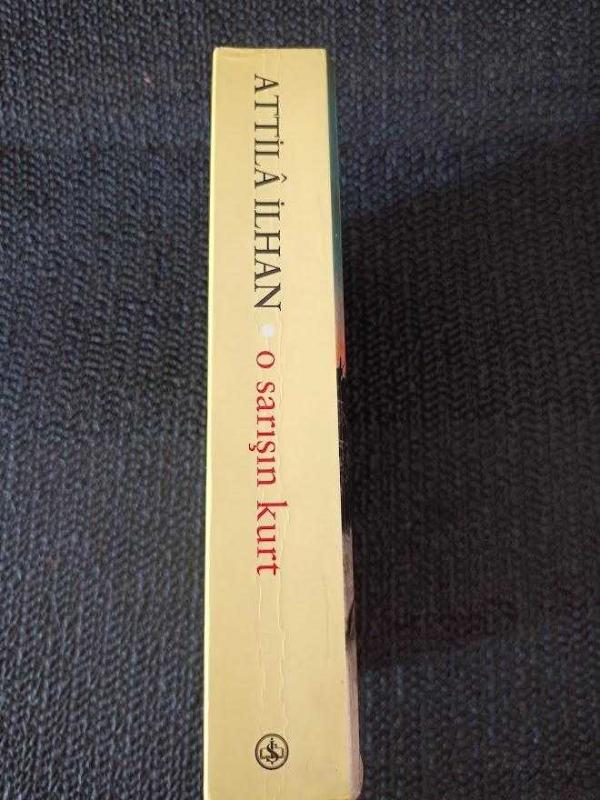 ATTİLÂ İLHAN • o sarışın kurt